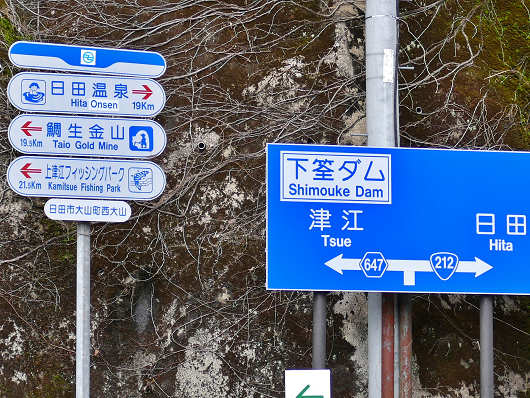 日田温泉
Hita Onsen
19KM
鯛生金山
19.5KM
Taio Gold Mine
上津江フィッシングパーク
21.5KM
Kamitsue Fishing Park
日田市大山町西大山
下筌ダム
Shimouke Dam
津江
Tsue
日田
Hita
647
212